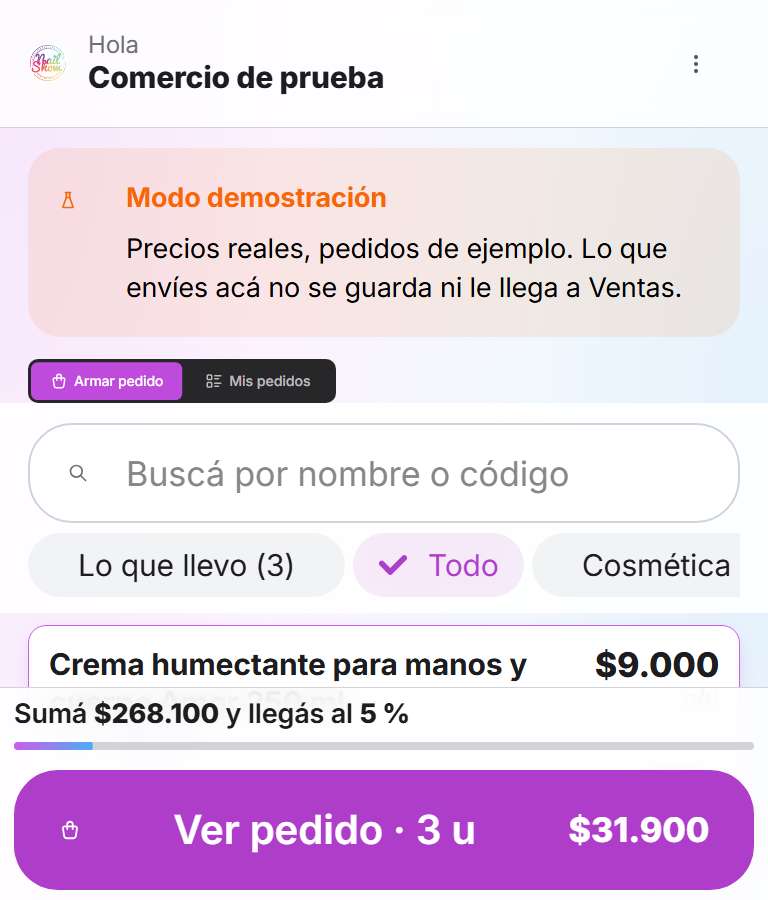 Nail Show
Hola
Comercio de prueba
Modo demostración
Precios reales, pedidos de ejemplo. Lo que
envíes acá no se guarda ni le llega a Ventas.
Armar pedido
Mis pedidos
Buscá por nombre o código
Lo que llevo (3)
Todo
Cosmética
Crema humectante para manos y
$9.000
Sumá $268.100 y llegás al 5 %
Ver pedido · 3 u
$31.900